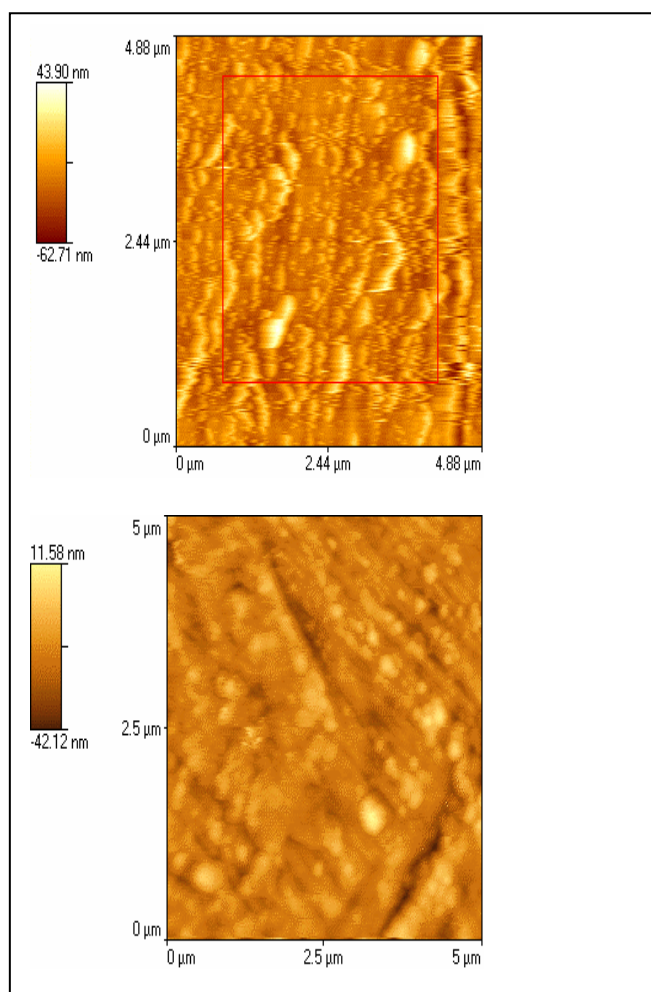 4.88 µm
43.90 nm
2.44 µm
-62.71 nm
0 µm
0 µm 2.44 µm 4.88 µm
5 µm
11.58 nm
2.5 µm
-42.12 nm
0 µm
0 µm 2.5 µm 5 µm